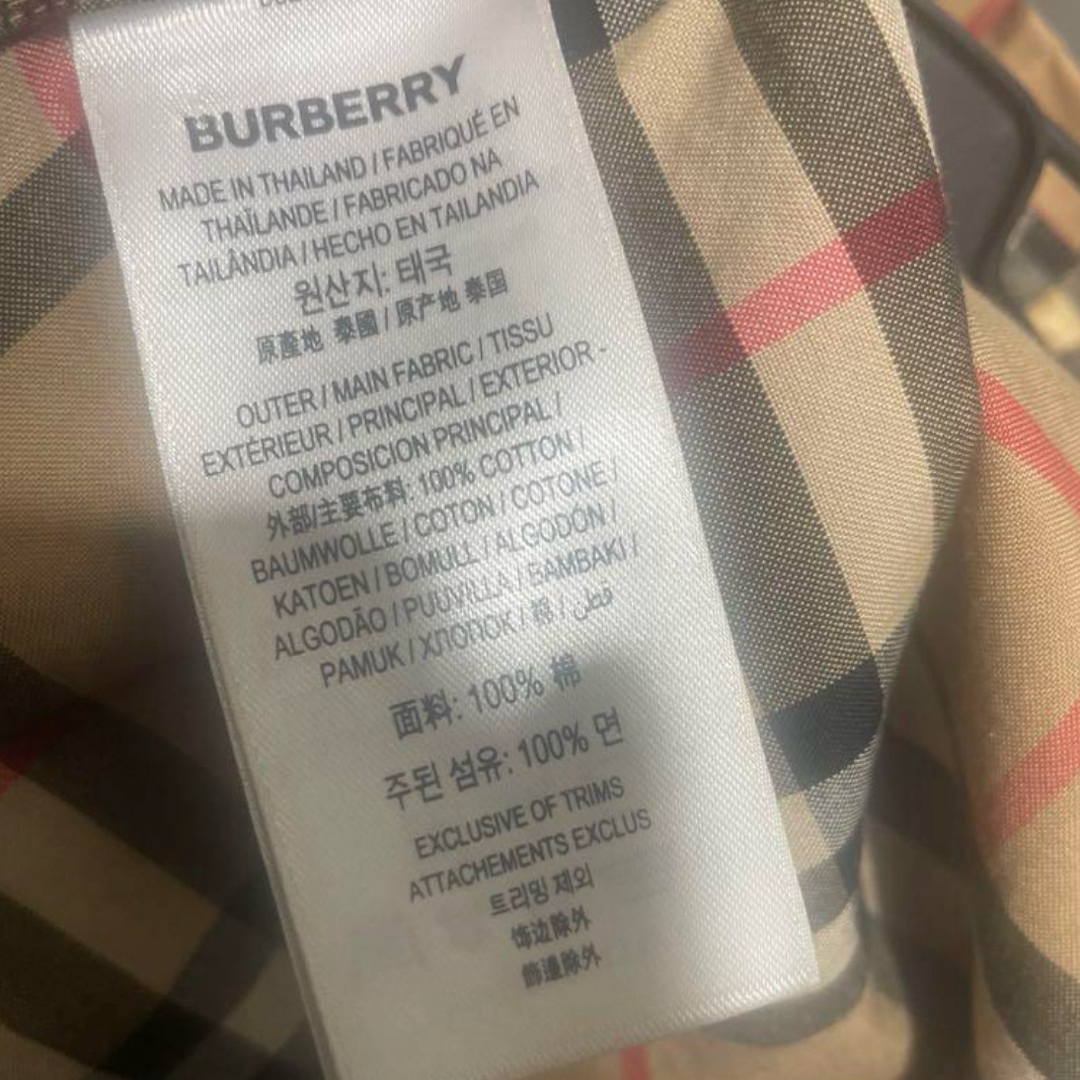 BURBERRY
MADE IN THAILAND / FABRIQUÉ EN
THAÏLANDE / FABRICADO NA
TAILÂNDIA / HECHO EN TAILANDIA
원산지: 태국
原產地 泰國 / 原产地 泰国
OUTER / MAIN FABRIC / TISSU
EXTÉRIEUR / PRINCIPAL / EXTERIOR -
COMPOSICION PRINCIPAL /
外部/主要布料: 100% COTTON /
BAUMWOLLE / COTON / COTONE /
KATOEN / BOMULL / ALGODÓN /
ALGODÃO / PUUVILLA / BAMBAKI /
PAMUK / ХЛОПОК / 棉 / قطن
面料: 100% 棉
주된 섬유: 100% 면
EXCLUSIVE OF TRIMS
ATTACHEMENTS EXCLUS
트리밍 제외
饰边除外
飾邊除外